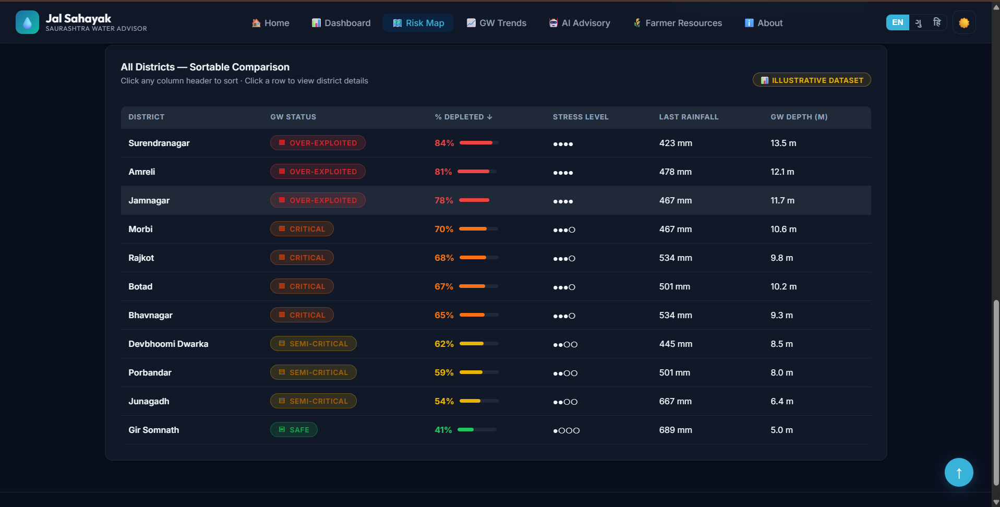 Jal Sahayak
SAURASHTRA WATER ADVISOR
Home
Dashboard
Risk Map
GW Trends
AI Advisory
Farmer Resources
About
EN
ગુ
हि
All Districts — Sortable Comparison
Click any column header to sort · Click a row to view district details
ILLUSTRATIVE DATASET
DISTRICT GW STATUS % DEPLETED ↓ STRESS LEVEL LAST RAINFALL GW DEPTH (M)
Surendranagar OVER-EXPLOITED 84% ●●●● 423 mm 13.5 m
Amreli OVER-EXPLOITED 81% ●●●● 478 mm 12.1 m
Jamnagar OVER-EXPLOITED 78% ●●●● 467 mm 11.7 m
Morbi CRITICAL 70% ●●●○ 467 mm 10.6 m
Rajkot CRITICAL 68% ●●●○ 534 mm 9.8 m
Botad CRITICAL 67% ●●●○ 501 mm 10.2 m
Bhavnagar CRITICAL 65% ●●●○ 534 mm 9.3 m
Devbhoomi Dwarka SEMI-CRITICAL 62% ●●○○ 445 mm 8.5 m
Porbandar SEMI-CRITICAL 59% ●●○○ 501 mm 8.0 m
Junagadh SEMI-CRITICAL 54% ●●○○ 667 mm 6.4 m
Gir Somnath SAFE 41% ●○○○ 689 mm 5.0 m
↑